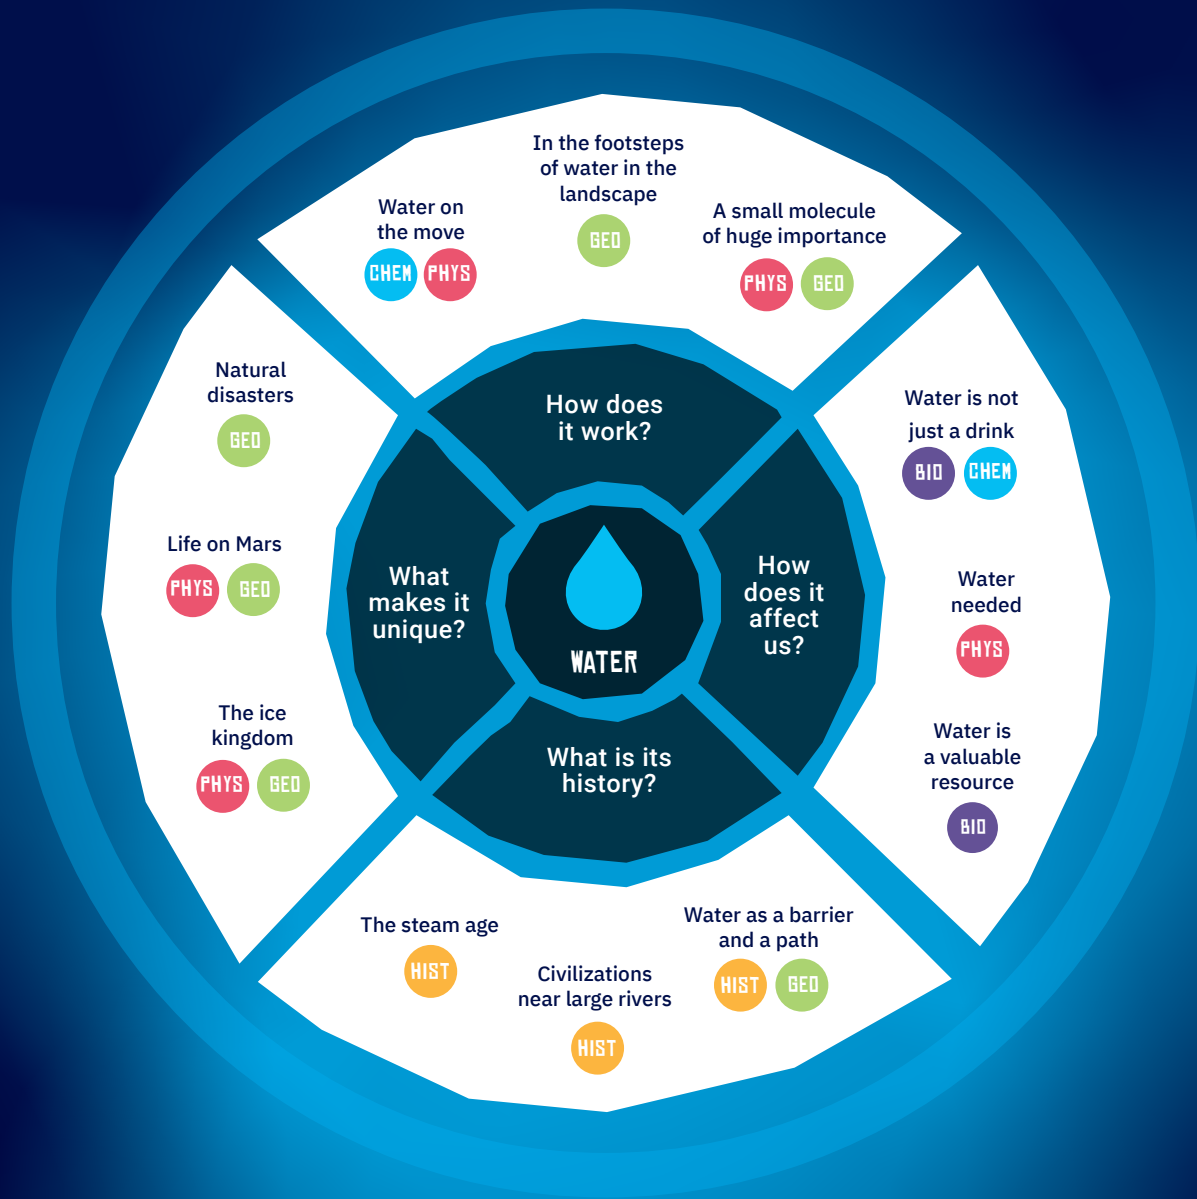 In the footsteps
of water in the
landscape
GEO
Water on
the move
CHEM PHYS
A small molecule
of huge importance
PHYS GEO
Natural
disasters
GEO
Life on Mars
PHYS GEO
The ice
kingdom
PHYS GEO
How does
it work?
What
makes it
unique?
WATER
How
does it
affect
us?
What is its
history?
Water is not
just a drink
BIO CHEM
Water
needed
PHYS
Water is
a valuable
resource
BIO
The steam age
HIST
Civilizations
near large rivers
HIST
Water as a barrier
and a path
HIST GEO